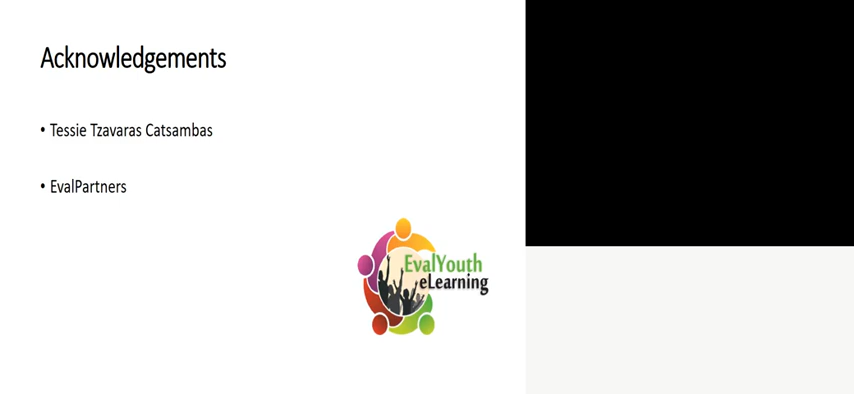 Acknowledgements
• Tessie Tzavaras Catsambas
• EvalPartners
EvalYouth
eLearning